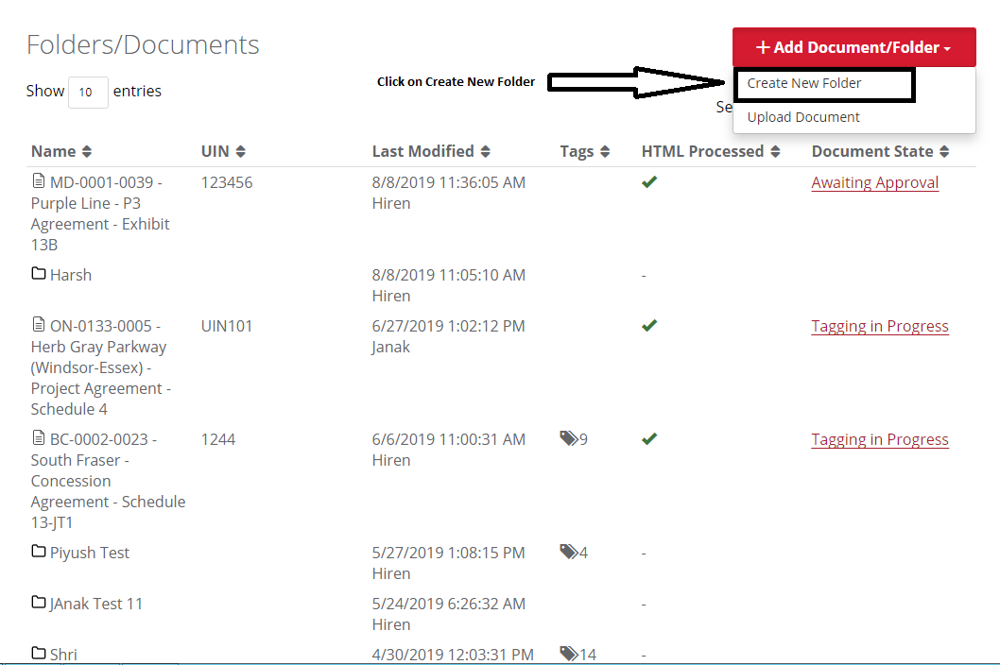 Folders/Documents
+ Add Document/Folder
Show 10 entries
Click on Create New Folder
Create New Folder
Se
Upload Document
Name UIN Last Modified Tags HTML Processed Document State
MD-0001-0039 - 123456 8/8/2019 11:36:05 AM Awaiting Approval
Purple Line - P3 Hiren
Agreement - Exhibit
13B
Harsh 8/8/2019 11:05:10 AM -
Hiren
ON-0133-0005 - UIN101 6/27/2019 1:02:12 PM Tagging in Progress
Herb Gray Parkway Janak
(Windsor-Essex) -
Project Agreement -
Schedule 4
BC-0002-0023 - 1244 6/6/2019 11:00:31 AM 9 Tagging in Progress
South Fraser - Hiren
Concession
Agreement - Schedule
13-JT1
Piyush Test 5/27/2019 1:08:15 PM 4 -
Hiren
JAnak Test 11 5/24/2019 6:26:32 AM -
Hiren
Shri 4/30/2019 12:03:31 PM 14 -